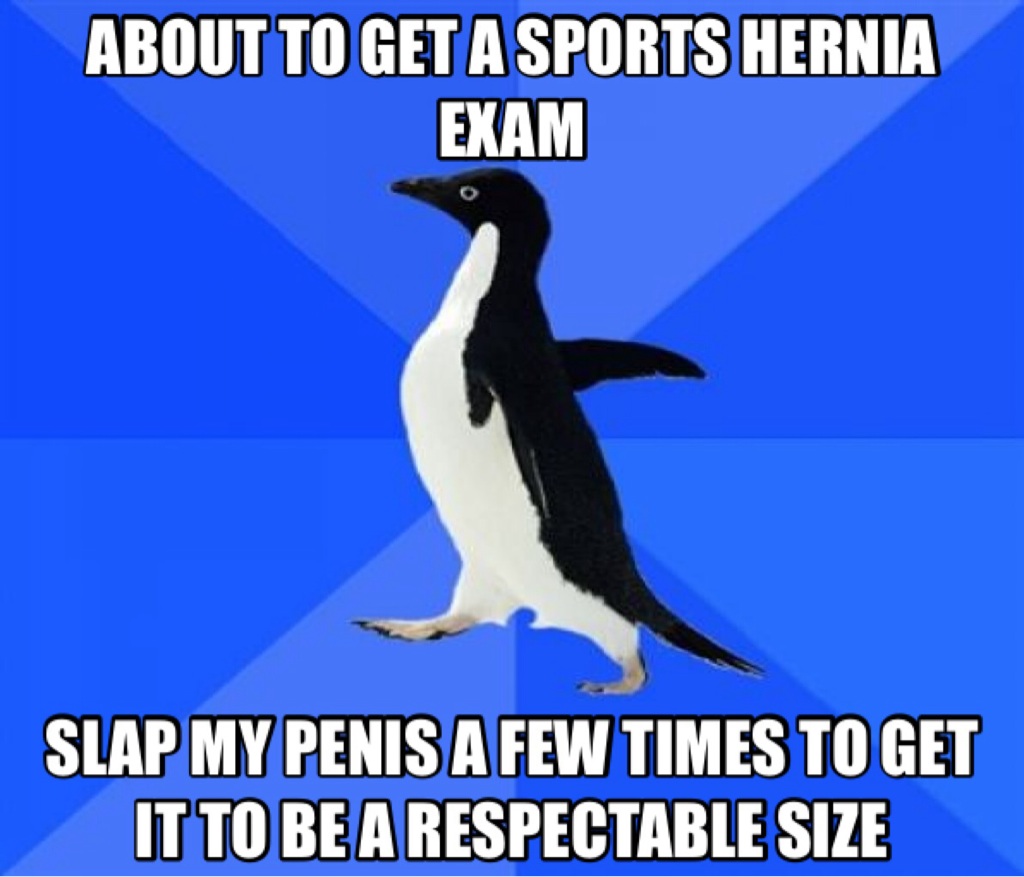 ABOUT TO GET A SPORTS HERNIA
EXAM
SLAP MY PENIS A FEW TIMES TO GET
IT TO BE A RESPECTABLE SIZE